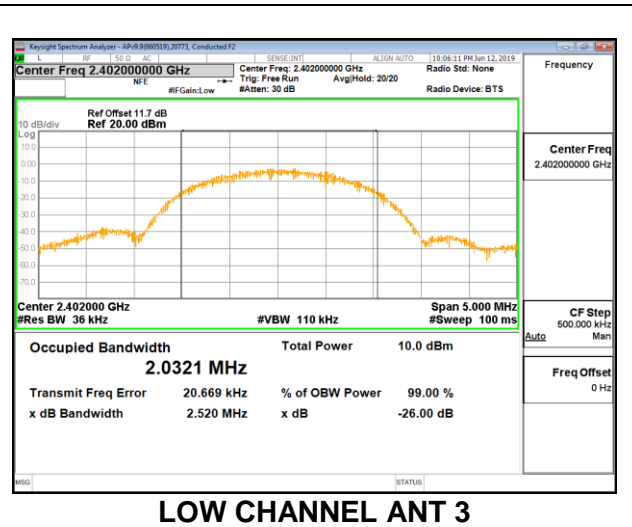 Keysight Spectrum Analyzer - APv9.9(060519),20773, Conducted F2
L RF 50 Ω AC SENSE:INT ALIGN AUTO 10:06:11 PM Jun 12, 2019
Center Freq 2.402000000 GHz
NFE
#IFGain:Low
Center Freq: 2.402000000 GHz
Trig: Free Run Avg|Hold: 20/20
#Atten: 30 dB
Radio Std: None
Radio Device: BTS
Frequency
Ref Offset 11.7 dB
10 dB/div Ref 20.00 dBm
Log
10.0
0.00
-10.0
-20.0
-30.0
-40.0
-50.0
-60.0
-70.0
Center 2.402000 GHz Span 5.000 MHz
#Res BW 36 kHz #VBW 110 kHz #Sweep 100 ms
Occupied Bandwidth Total Power 10.0 dBm
2.0321 MHz
Transmit Freq Error 20.669 kHz % of OBW Power 99.00 %
x dB Bandwidth 2.520 MHz x dB -26.00 dB
Center Freq
2.402000000 GHz
CF Step
500.000 kHz
Auto Man
Freq Offset
0 Hz
MSG STATUS
LOW CHANNEL ANT 3